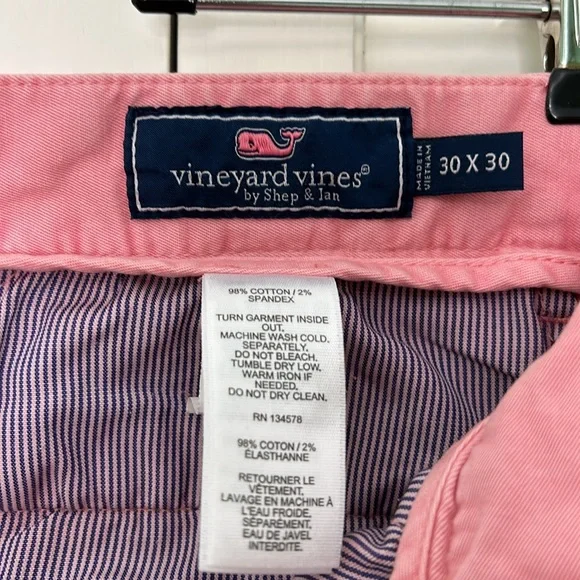 vineyard vines®
by Shep & Ian
MADE IN
VIETNAM
30 X 30
98% COTTON / 2%
SPANDEX
TURN GARMENT INSIDE
OUT.
MACHINE WASH COLD.
SEPARATELY.
DO NOT BLEACH.
TUMBLE DRY LOW.
WARM IRON IF
NEEDED.
DO NOT DRY CLEAN.
RN 134578
98% COTTON / 2%
ÉLASTHANNE
RETOURNER LE
VÊTEMENT.
LAVAGE EN MACHINE À
L'EAU FROIDE.
SÉPARÉMENT.
EAU DE JAVEL
INTERDITE.